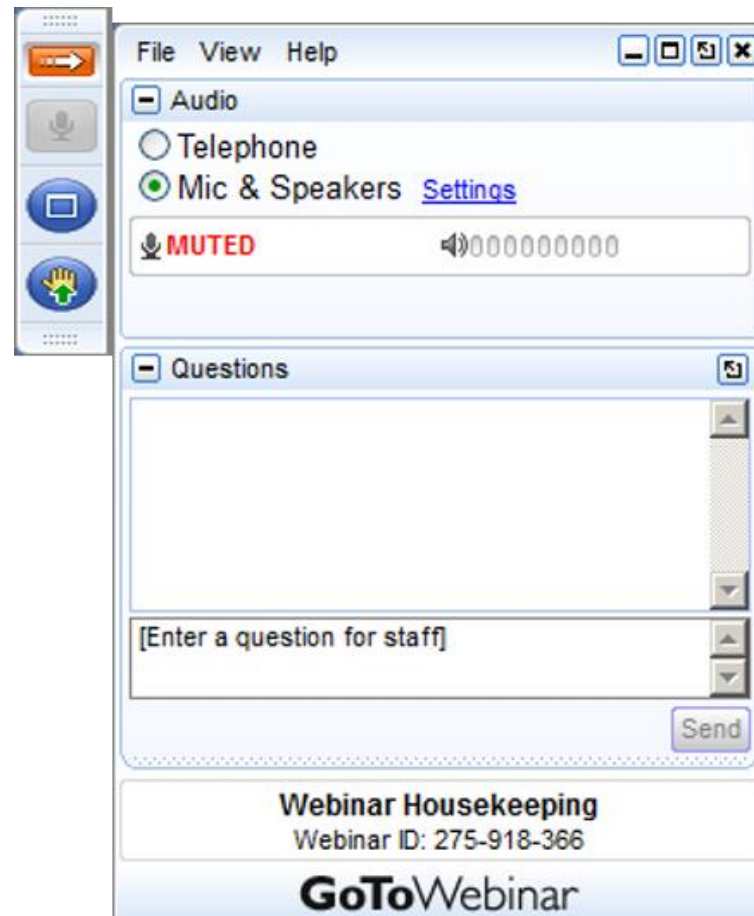 File View Help
Audio
Telephone
Mic & Speakers Settings
MUTED 000000000
Questions
[Enter a question for staff]
Send
Webinar Housekeeping
Webinar ID: 275-918-366
GoToWebinar